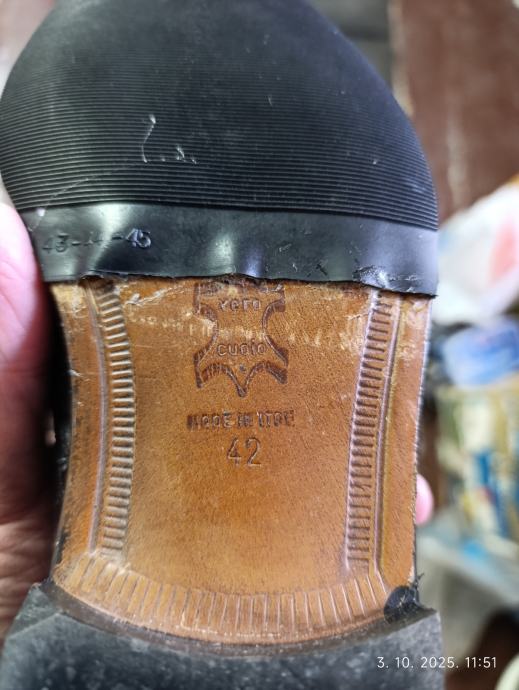 43-44-45
vero
cuoio
MADE IN ITALY
42
3. 10. 2025. 11:51